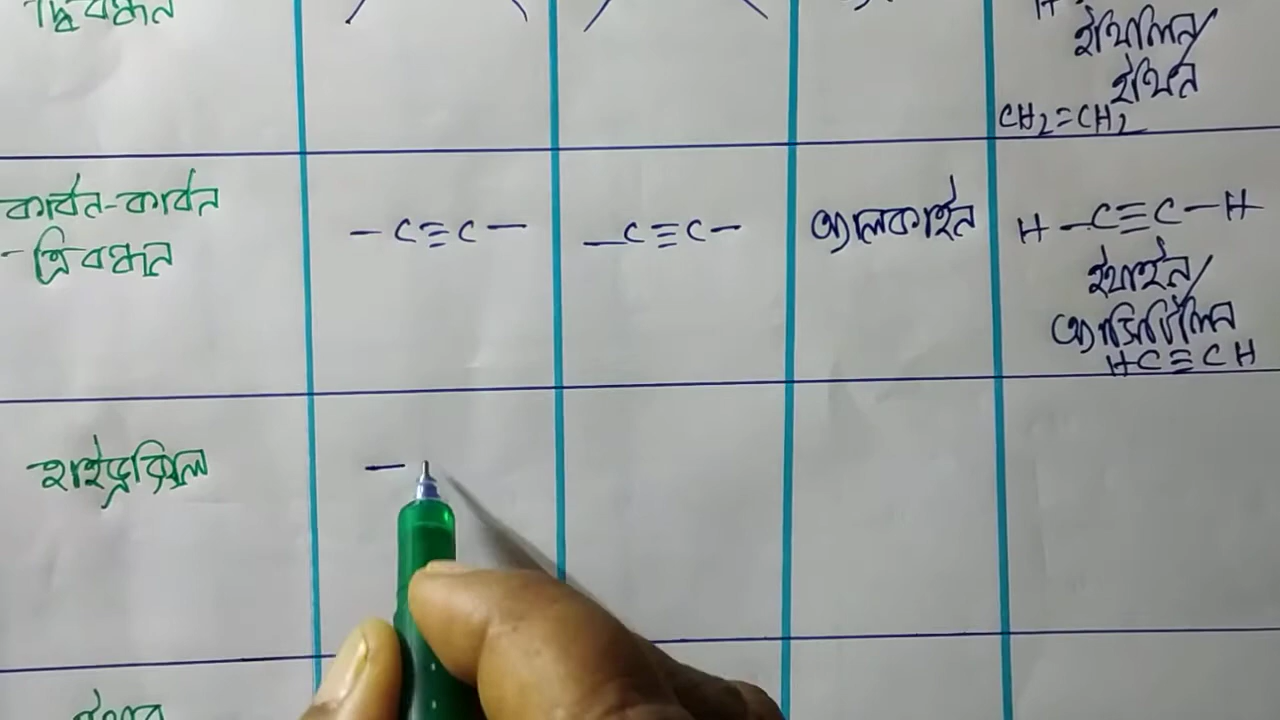 দ্বিবন্ধন
H
ইথিলিন/
ইথিন
CH₂=CH₂
কার্বন-কার্বন
-ত্রিবন্ধন
-C≡C-
-C≡C-
অ্যালকাইন
H-C≡C-H
ইথাইন/
অ্যাসিটিলিন
HC≡CH
হাইড্রক্সিল
-